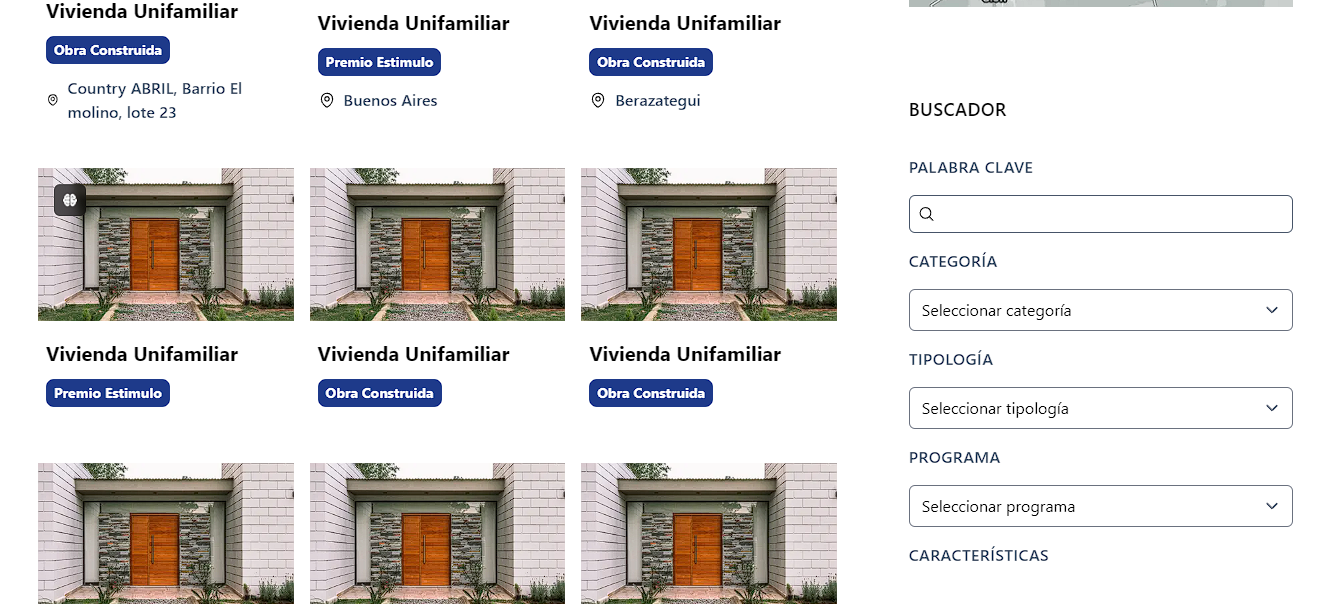 Vivienda Unifamiliar
Obra Construida
Country ABRIL, Barrio El
molino, lote 23
Vivienda Unifamiliar
Premio Estimulo
Buenos Aires
Vivienda Unifamiliar
Obra Construida
Berazategui
Vivienda Unifamiliar
Premio Estimulo
Vivienda Unifamiliar
Obra Construida
Vivienda Unifamiliar
Obra Construida
BUSCADOR
PALABRA CLAVE
CATEGORÍA
Seleccionar categoría
TIPOLOGÍA
Seleccionar tipología
PROGRAMA
Seleccionar programa
CARACTERÍSTICAS